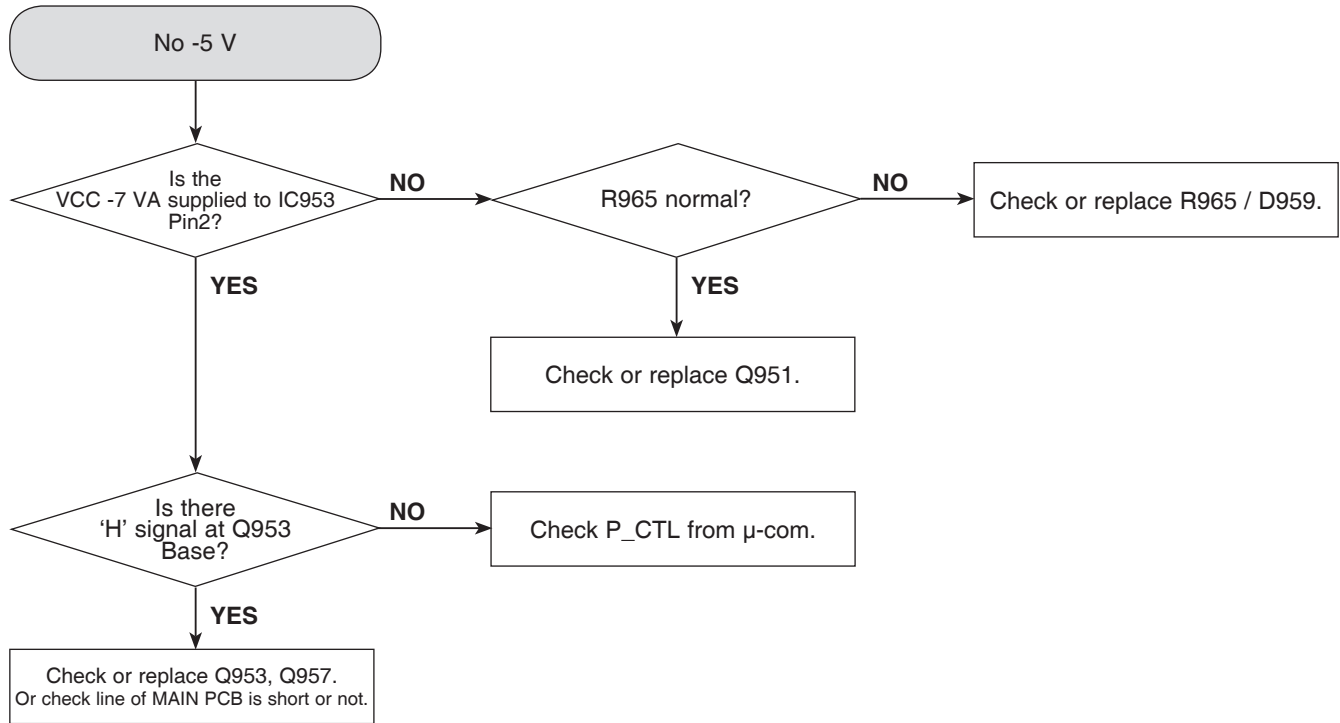 No -5 V
Is the
VCC -7 VA supplied to IC953
Pin2?
NO
R965 normal?
NO
Check or replace R965 / D959.
YES
YES
Check or replace Q951.
Is there
‘H’ signal at Q953
Base?
NO
Check P_CTL from µ-com.
YES
Check or replace Q953, Q957.
Or check line of MAIN PCB is short or not.